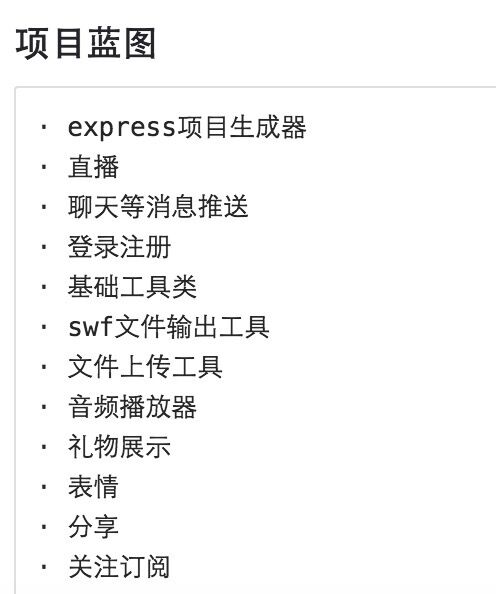 项目蓝图
· express项目生成器
· 直播
· 聊天等消息推送
· 登录注册
· 基础工具类
· swf文件输出工具
· 文件上传工具
· 音频播放器
· 礼物展示
· 表情
· 分享
· 关注订阅